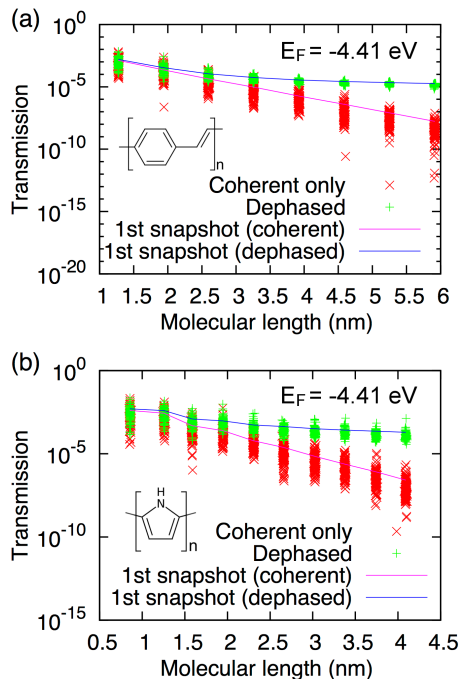 (a)
10^0
10^-5
10^-10
10^-15
10^-20
Transmission
E_F = -4.41 eV
n
Coherent only
Dephased
1st snapshot (coherent)
1st snapshot (dephased)
1 1.5 2 2.5 3 3.5 4 4.5 5 5.5 6
Molecular length (nm)
(b)
10^0
10^-5
10^-10
10^-15
Transmission
E_F = -4.41 eV
H
N
n
Coherent only
Dephased
1st snapshot (coherent)
1st snapshot (dephased)
0.5 1 1.5 2 2.5 3 3.5 4 4.5
Molecular length (nm)